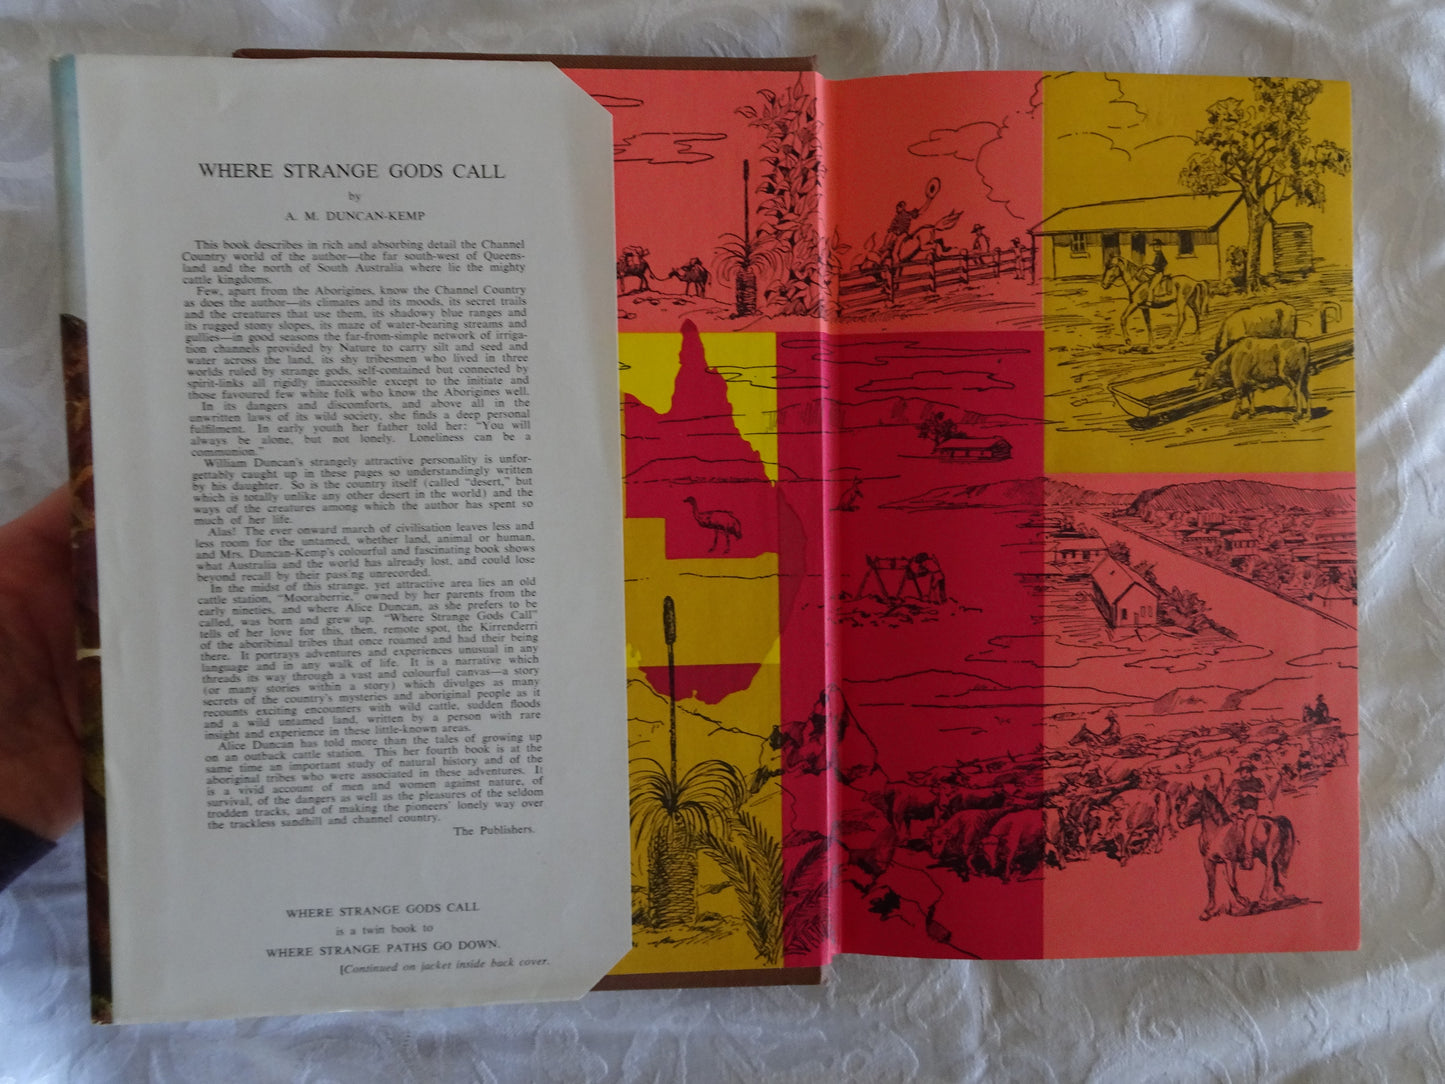 WHERE STRANGE GODS CALL
by
A. M. DUNCAN-KEMP
This book describes in rich and absorbing detail the Channel
Country world of the author—the far south-west of Queens-
land and the north of South Australia where lie the mighty
cattle kingdoms.
Few, apart from the Aborigines, know the Channel Country
as does the author—its climates and its moods, its secret trails
and the creatures that use them, its shadowy blue ranges and
its rugged stony slopes, its maze of water-bearing streams and
gullies—in good seasons the far-from-simple network of irriga-
tion channels provided by Nature to carry silt and seed and
water across the land, its shy tribesmen who lived in three
worlds ruled by strange gods, self-contained but connected by
spirit-links all rigidly inaccessible except to the initiate and
those favoured few white folk who know the Aborigines well.
In its dangers and discomforts, and above all in the
unwritten laws of its wild society, she finds a deep personal
fulfilment. In early youth her father told her: "You will
always be alone, but not lonely. Loneliness can be a
communion."
William Duncan's strangely attractive personality is unfor-
gettably caught up in these pages so understandingly written
by his daughter. So is the country itself (called "desert," but
which is totally unlike any other desert in the world) and the
ways of the creatures among which the author has spent so
much of her life.
Alas! The ever onward march of civilisation leaves less and
less room for the untamed, whether land, animal or human,
and Mrs. Duncan-Kemp's colourful and fascinating book shows
what Australia and the world has already lost, and could lose
beyond recall by their passing unrecorded.
In the midst of this strange, yet attractive area lies an old
cattle station, "Mooraberrie," owned by her parents from the
early nineties, and where Alice Duncan, as she prefers to be
called, was born and grew up. "Where Strange Gods Call"
tells of her love for this, then, remote spot, the Kirrenderri
of the aboribinal tribes that once roamed and had their being
there. It portrays adventures and experiences unusual in any
language and in any walk of life. It is a narrative which
threads its way through a vast and colourful canvas—a story
(or many stories within a story) which divulges as many
secrets of the country's mysteries and aboriginal people as it
recounts exciting encounters with wild cattle, sudden floods
and a wild untamed land, written by a person with rare
insight and experience in these little-known areas.
Alice Duncan has told more than the tales of growing up
on an outback cattle station. This her fourth book is at the
same time an important study of natural history and of the
aboriginal tribes who were associated in these adventures. It
is a vivid account of men and women against nature, of
survival, of the dangers as well as the pleasures of the seldom
trodden tracks, and of making the pioneers' lonely way over
the trackless sandhill and channel country.
The Publishers.
WHERE STRANGE GODS CALL
is a twin book to
WHERE STRANGE PATHS GO DOWN.
[Continued on jacket inside back cover.